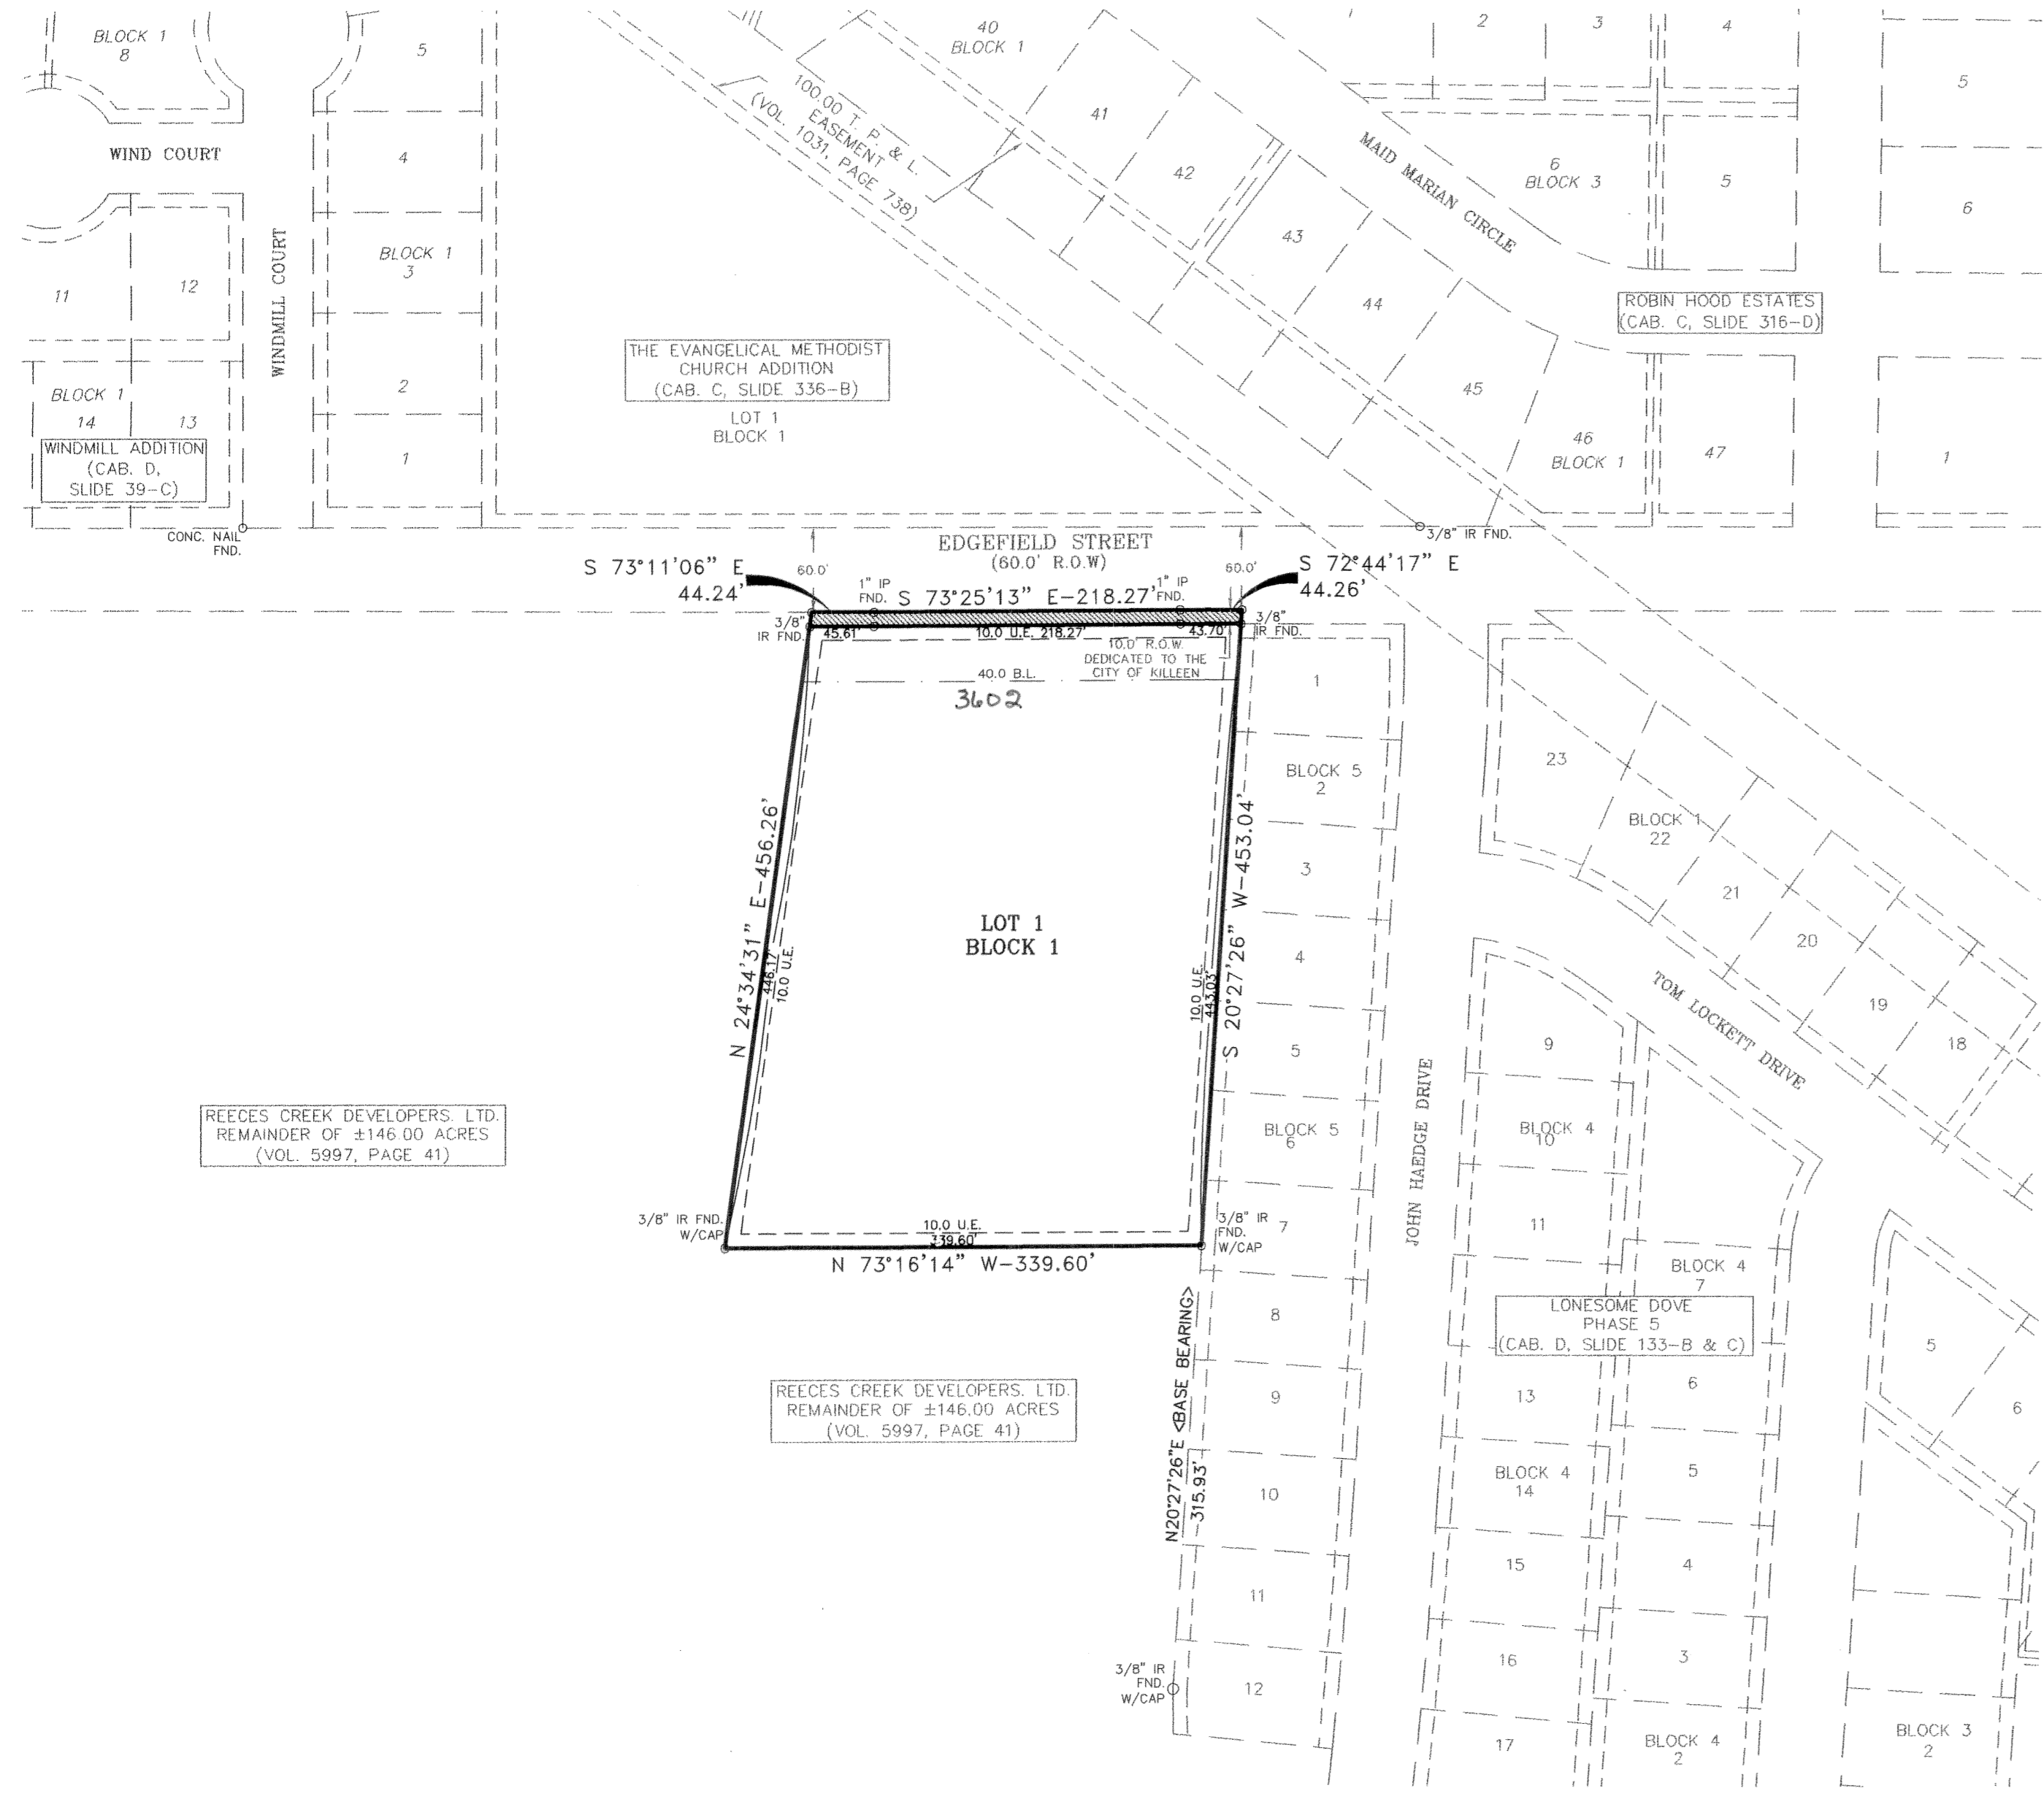 BLOCK 1
8
5
40
BLOCK 1
2
3
4
5
100.00 T. P. & L.
EASEMENT
(VOL. 1031, PAGE 738)
41
42
WIND COURT
4
MAID MARIAN CIRCLE
6
BLOCK 3
5
6
WINDMILL COURT
BLOCK 1
3
11
12
43
44
45
ROBIN HOOD ESTATES
(CAB. C, SLIDE 316-D)
THE EVANGELICAL METHODIST
CHURCH ADDITION
(CAB. C, SLIDE 336-B)
LOT 1
BLOCK 1
2
BLOCK 1
14
13
1
WINDMILL ADDITION
(CAB. D,
SLIDE 39-C)
46
BLOCK 1
47
1
CONC. NAIL
FND.
3/8" IR FND.
EDGEFIELD STREET
(60.0' R.O.W)
60.0'
60.0'
S 73°11'06" E
44.24'
S 72°44'17" E
44.26'
1" IP
FND.
S 73°25'13" E-218.27'
1" IP
FND.
3/8"
IR FND.
3/8"
IR FND.
45.61'
10.0 U.E. 218.27'
43.70'
10.0' R.O.W.
DEDICATED TO THE
CITY OF KILLEEN
40.0 B.L.
3602
1
BLOCK 5
2
3
4
5
BLOCK 5
6
7
8
9
10
11
12
23
BLOCK 1
22
21
20
19
18
TOM LOCKETT DRIVE
N 24°34'31" E-456.26'
446.17'
10.0 U.E.
LOT 1
BLOCK 1
10.0 U.E.
443.03'
S 20°27'26" W-453.04'
JOHN HAEDGE DRIVE
9
BLOCK 4
10
11
13
BLOCK 4
14
15
16
17
BLOCK 4
7
LONESOME DOVE
PHASE 5
(CAB. D, SLIDE 133-B & C)
6
5
4
3
BLOCK 4
2
5
6
BLOCK 3
2
REECES CREEK DEVELOPERS. LTD.
REMAINDER OF ±146.00 ACRES
(VOL. 5997, PAGE 41)
3/8" IR FND.
W/CAP
10.0 U.E.
339.60'
N 73°16'14" W-339.60'
3/8" IR
FND.
W/CAP
REECES CREEK DEVELOPERS. LTD.
REMAINDER OF ±146.00 ACRES
(VOL. 5997, PAGE 41)
N20°27'26"E <BASE BEARING>
315.93'
3/8" IR
FND.
W/CAP